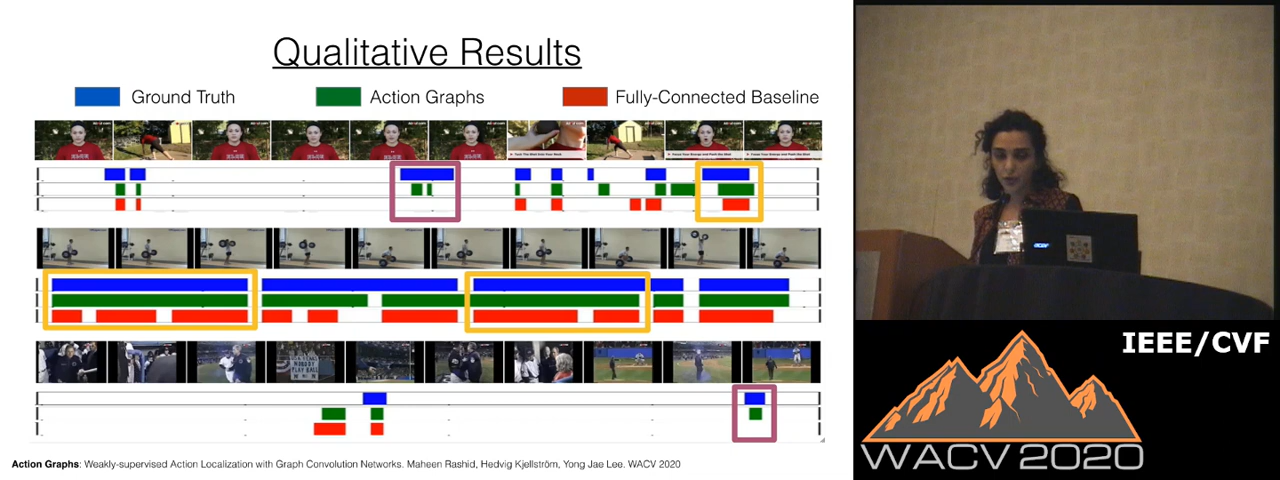 Qualitative Results
Ground Truth
Action Graphs
Fully-Connected Baseline
Action Graphs: Weakly-supervised Action Localization with Graph Convolution Networks. Maheen Rashid, Hedvig Kjellström, Yong Jae Lee. WACV 2020
IEEE/CVF
WACV 2020